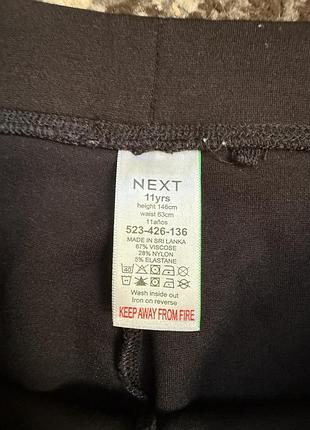 NEXT
11yrs
height 146cm
waist 63cm
11años
523-426-136
MADE IN SRI LANKA
67% VISCOSE
28% NYLON
5% ELASTANE
40
Wash inside out
Iron on reverse
KEEP AWAY FROM FIRE